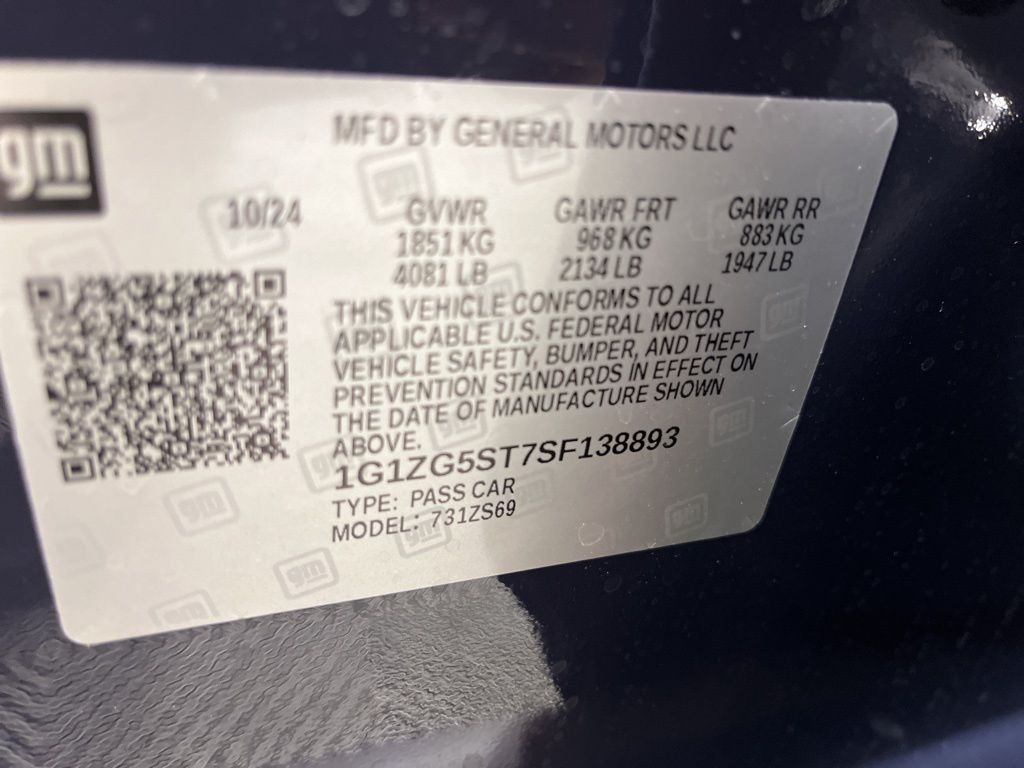 gm
MFD BY GENERAL MOTORS LLC
10/24 GVWR GAWR FRT GAWR RR
1851 KG 968 KG 883 KG
4081 LB 2134 LB 1947 LB
THIS VEHICLE CONFORMS TO ALL
APPLICABLE U.S. FEDERAL MOTOR
VEHICLE SAFETY, BUMPER, AND THEFT
PREVENTION STANDARDS IN EFFECT ON
THE DATE OF MANUFACTURE SHOWN
ABOVE.
1G1ZG5ST7SF138893
TYPE: PASS CAR
MODEL: 731ZS69